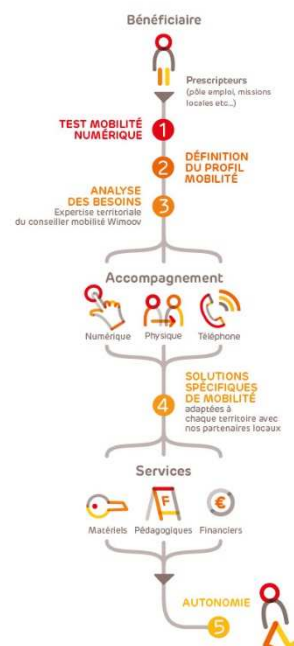 Bénéficiaire
Prescripteurs
(pôle emploi, missions
locales etc...)
TEST MOBILITÉ
NUMÉRIQUE
1
2
DÉFINITION
DU PROFIL
MOBILITÉ
ANALYSE
DES BESOINS
Expertise territoriale
du conseiller mobilité Wimoov
3
Accompagnement
Numérique
Physique
Téléphone
4
SOLUTIONS
SPÉCIFIQUES
DE MOBILITÉ
adaptées à
chaque territoire avec
nos partenaires locaux
Services
F
€
Matériels
Pédagogiques
Financiers
AUTONOMIE
5